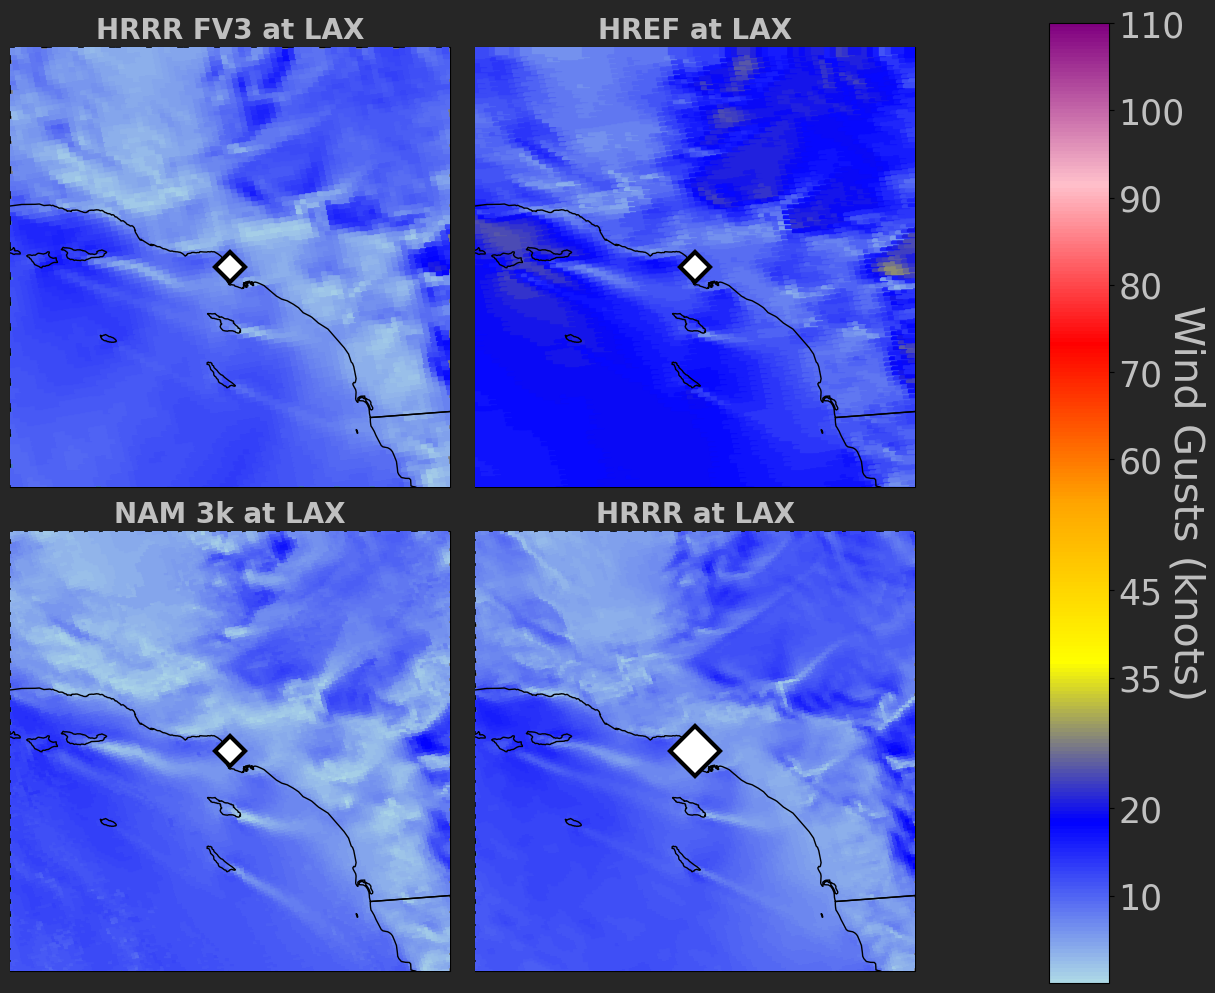 HRRR FV3 at LAX
HREF at LAX
NAM 3k at LAX
HRRR at LAX
110
100
90
80
70
60
45
35
20
10
Wind Gusts (knots)